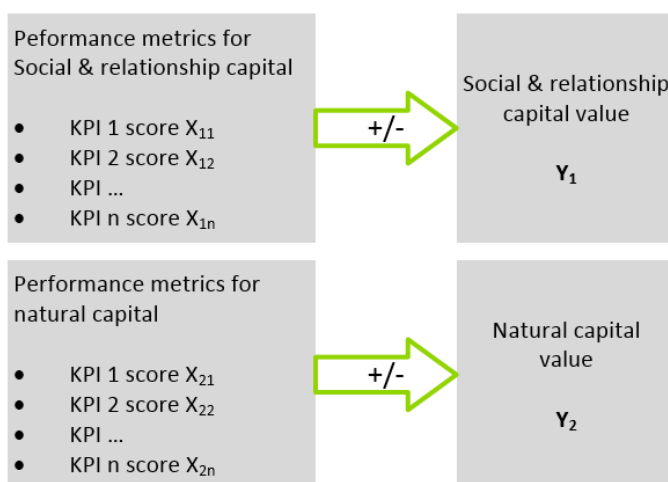 Peformance metrics for
Social & relationship capital
• KPI 1 score X₁₁
• KPI 2 score X₁₂
• KPI ...
• KPI n score X₁ₙ
+/-
Social & relationship
capital value
Y₁
Performance metrics for
natural capital
• KPI 1 score X₂₁
• KPI 2 score X₂₂
• KPI ...
• KPI n score X₂ₙ
+/-
Natural capital
value
Y₂